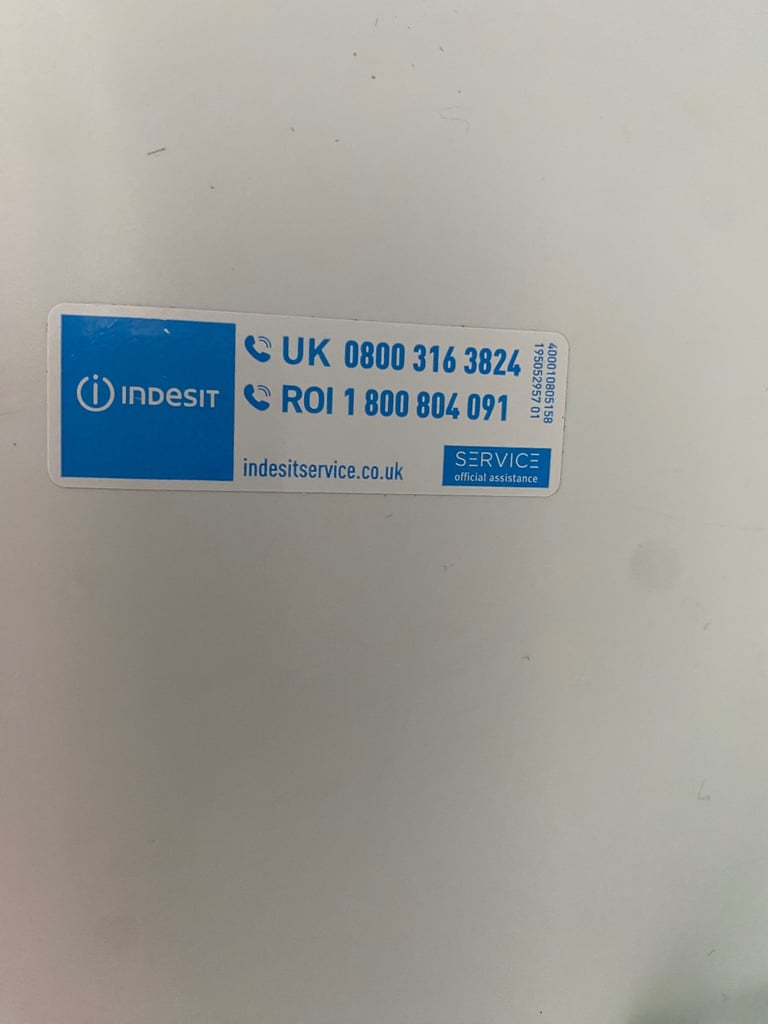 INDESIT
UK 0800 316 3824
ROI 1 800 804 091
indesitservice.co.uk
SERVICE
official assistance
400010805158
195052957 01